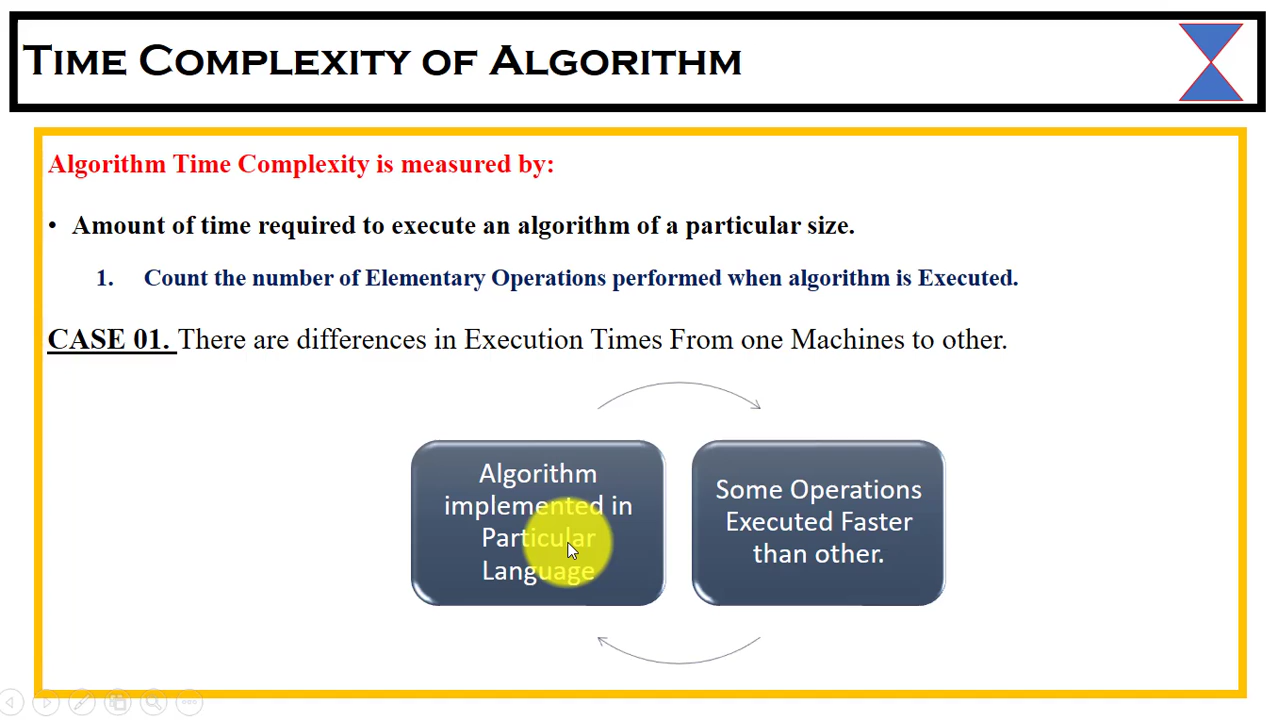 TIME COMPLEXITY OF ALGORITHM
Algorithm Time Complexity is measured by:
• Amount of time required to execute an algorithm of a particular size.
1. Count the number of Elementary Operations performed when algorithm is Executed.
CASE 01. There are differences in Execution Times From one Machines to other.
Algorithm
implemented in
Particular
Language
Some Operations
Executed Faster
than other.